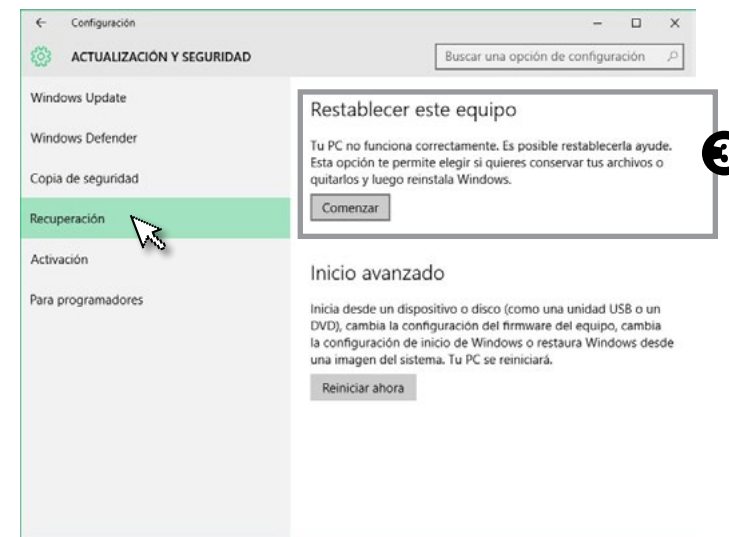 Configuración
ACTUALIZACIÓN Y SEGURIDAD
Buscar una opción de configuración
Windows Update
Windows Defender
Copia de seguridad
Recuperación
Activación
Para programadores
Restablecer este equipo
Tu PC no funciona correctamente. Es posible restablecerla ayude.
Esta opción te permite elegir si quieres conservar tus archivos o
quitarlos y luego reinstala Windows.
Comenzar
3
Inicio avanzado
Inicia desde un dispositivo o disco (como una unidad USB o un
DVD), cambia la configuración del firmware del equipo, cambia
la configuración de inicio de Windows o restaura Windows desde
una imagen del sistema. Tu PC se reiniciará.
Reiniciar ahora